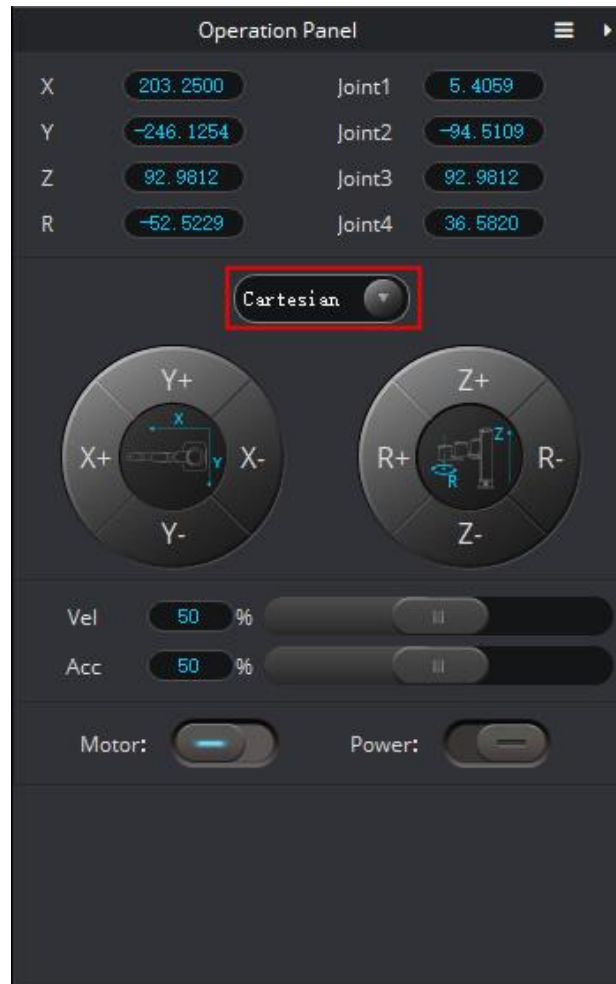 Operation Panel
X 203.2500 Joint1 5.4059
Y -246.1254 Joint2 -94.5109
Z 92.9812 Joint3 92.9812
R -52.5229 Joint4 36.5820
Cartesian
Y+ Z+
X
X+ Y X- R+ Z R R-
Y- Z-
Vel 50 %
Acc 50 %
Motor: Power: